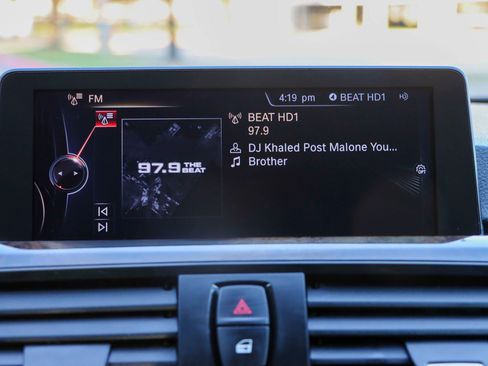 FM
4:19 pm
BEAT HD1
BEAT HD1
97.9
DJ Khaled Post Malone You...
Brother
97.9 THE BEAT